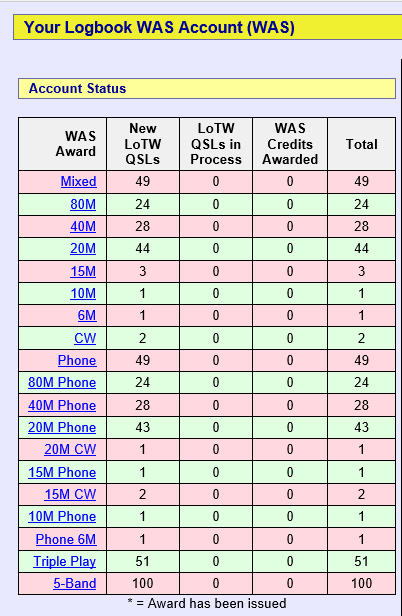 Your Logbook WAS Account (WAS)
Account Status
WAS Award New LoTW QSLs LoTW QSLs in Process WAS Credits Awarded Total
Mixed 49 0 0 49
80M 24 0 0 24
40M 28 0 0 28
20M 44 0 0 44
15M 3 0 0 3
10M 1 0 0 1
6M 1 0 0 1
CW 2 0 0 2
Phone 49 0 0 49
80M Phone 24 0 0 24
40M Phone 28 0 0 28
20M Phone 43 0 0 43
20M CW 1 0 0 1
15M Phone 1 0 0 1
15M CW 2 0 0 2
10M Phone 1 0 0 1
Phone 6M 1 0 0 1
Triple Play 51 0 0 51
5-Band 100 0 0 100
* = Award has been issued